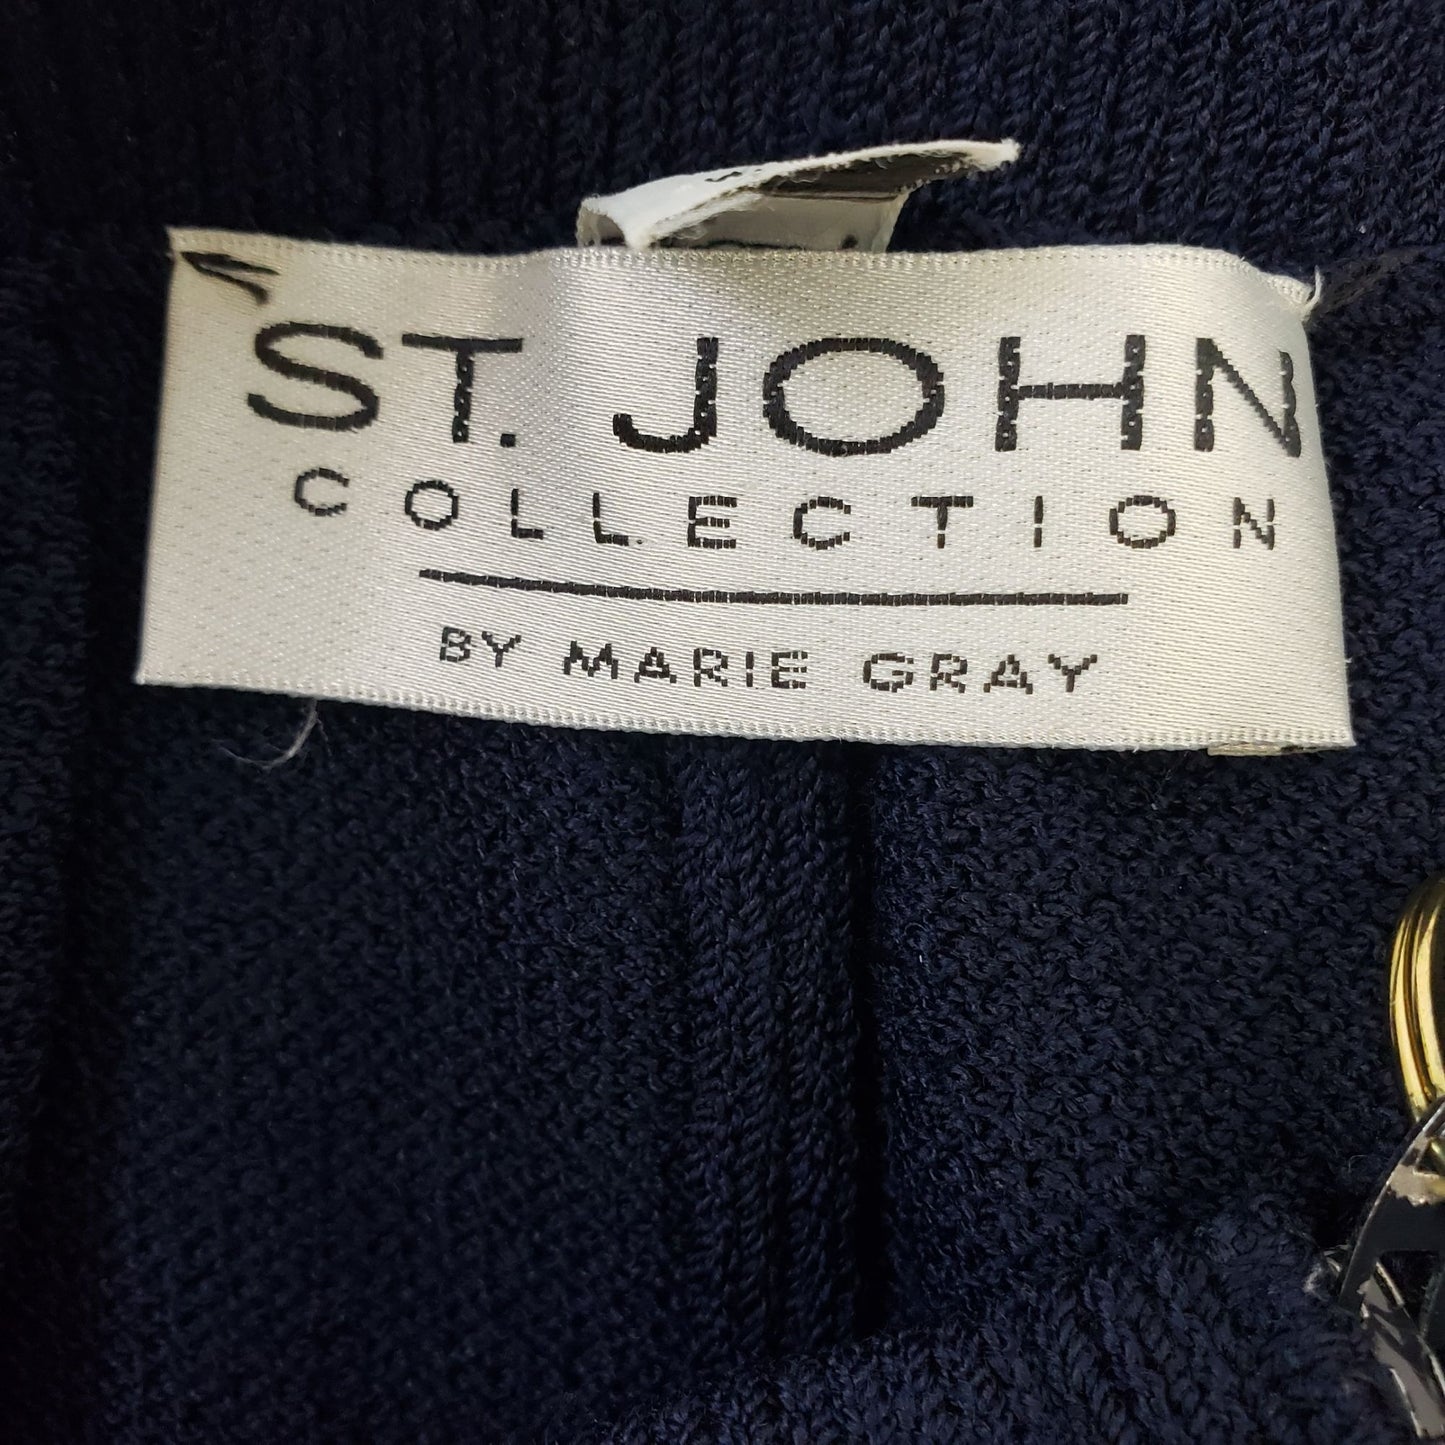 ST. JOHN
COLLECTION
BY MARIE GRAY